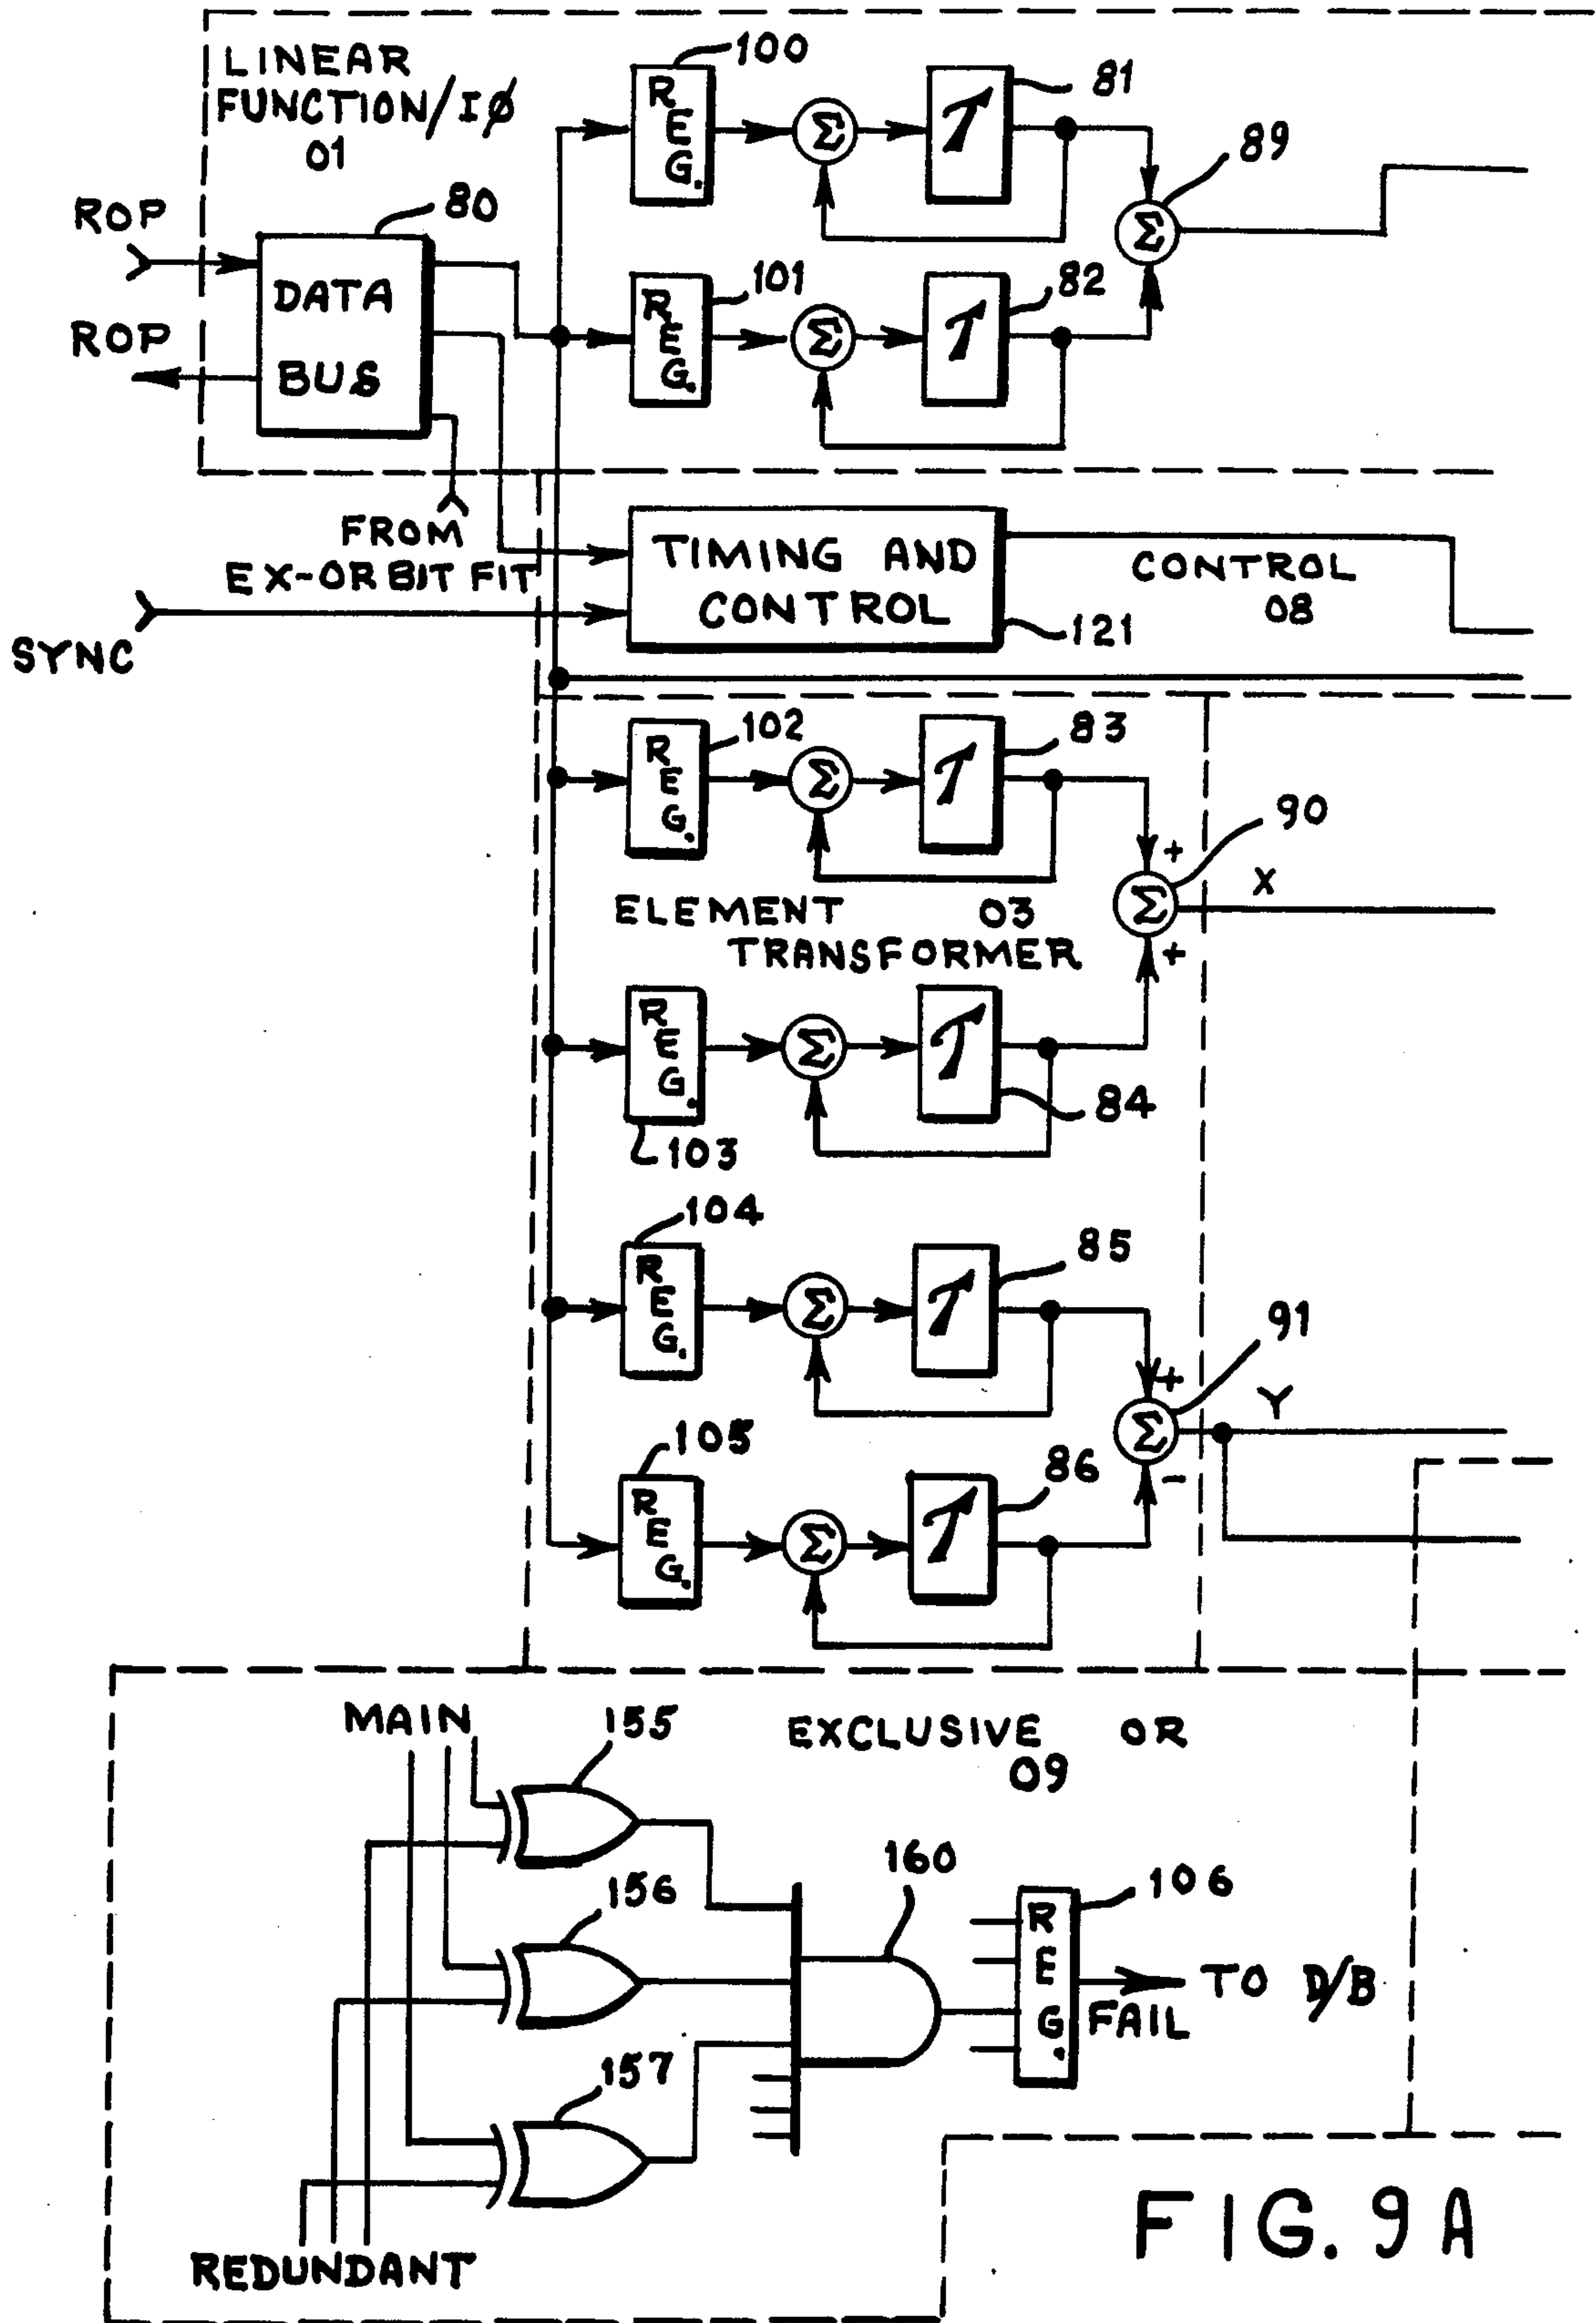 LINEAR
FUNCTION/IØ
01
100
R
E
G.
Σ
T
81
89
Σ
ROP
80
DATA
BUS
ROP
101
R
E
G.
Σ
T
82
FROM
EX-OR BIT FIT
TIMING AND
CONTROL
CONTROL
08
121
SYNC
102
R
E
G.
Σ
T
83
90
+
Σ
X
+
ELEMENT 03
TRANSFORMER
R
E
G.
Σ
T
84
103
104
R
E
G.
Σ
T
85
91
+
Σ
Y
-
105
R
E
G.
Σ
T
86
MAIN
155
EXCLUSIVE OR
09
156
160
106
R
E
G.
TO D/B
FAIL
157
REDUNDANT
FIG. 9A